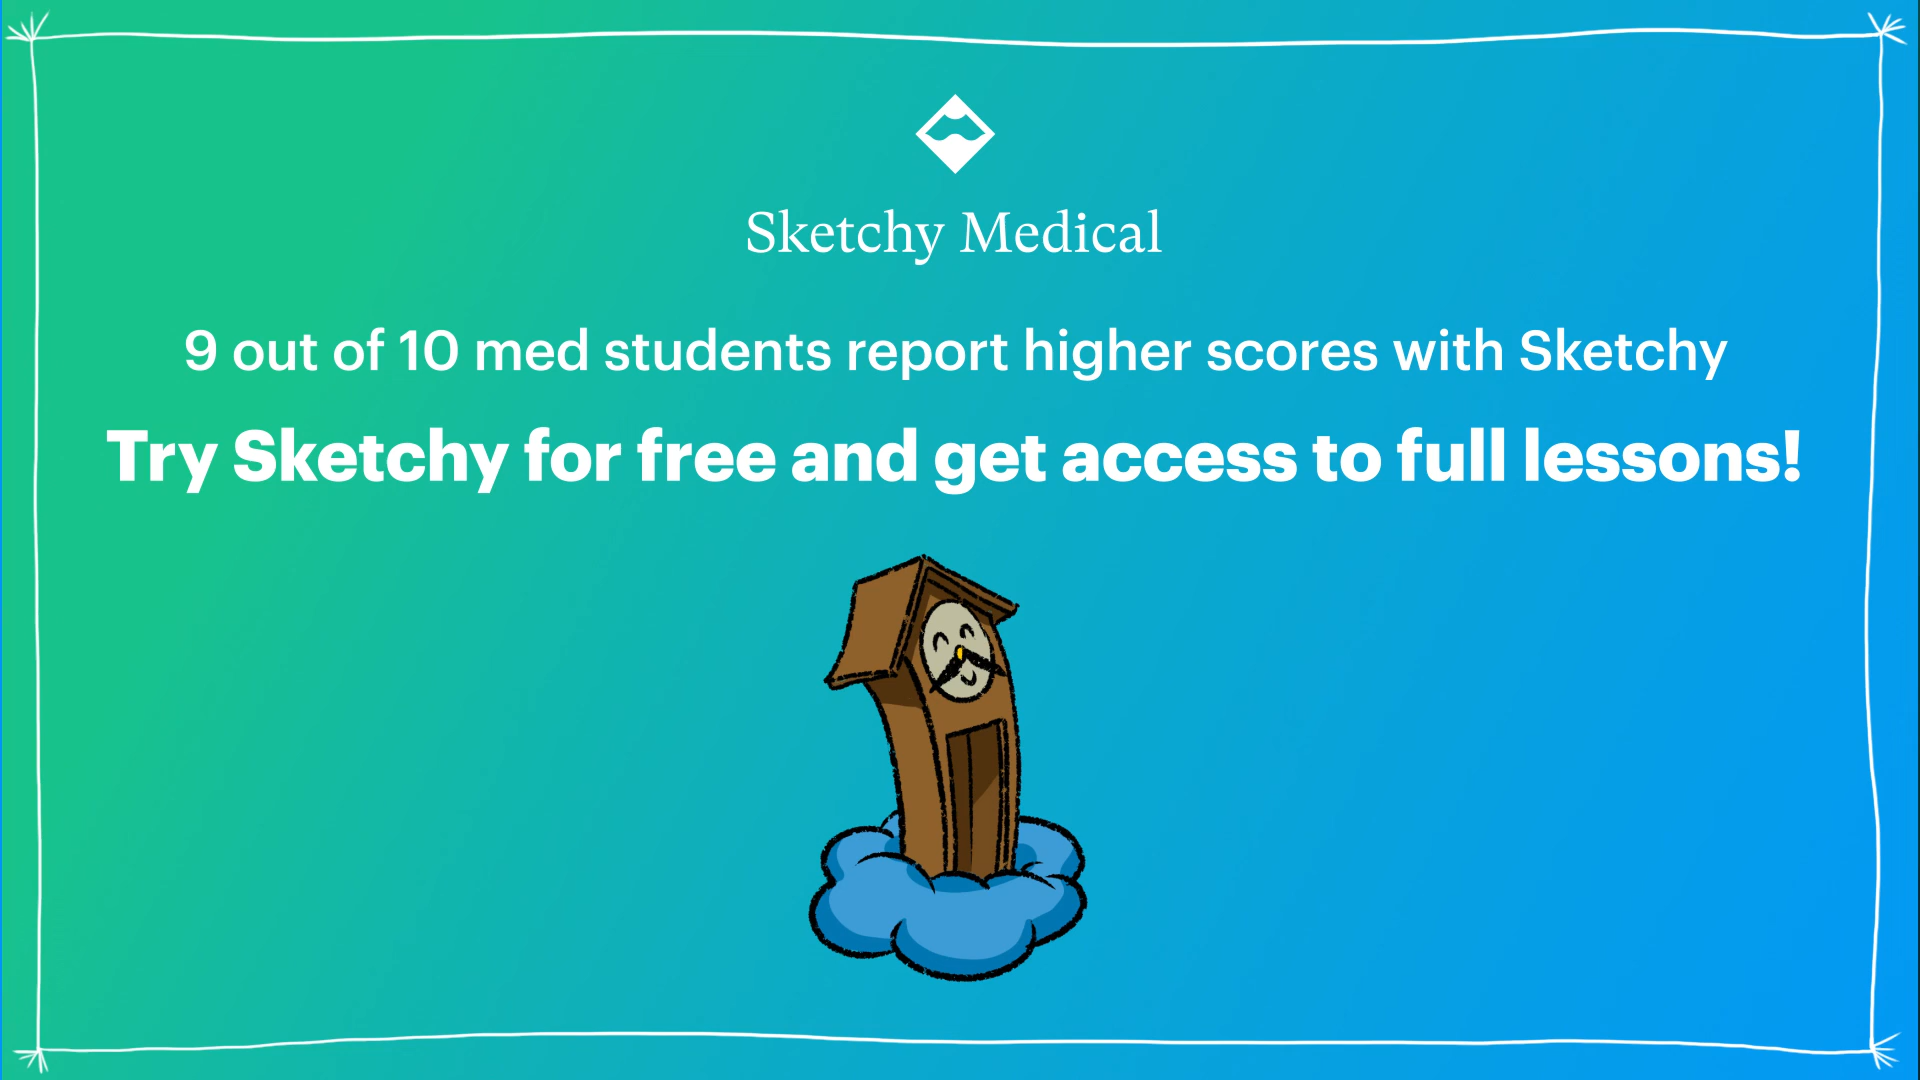 Sketchy Medical
9 out of 10 med students report higher scores with Sketchy
Try Sketchy for free and get access to full lessons!